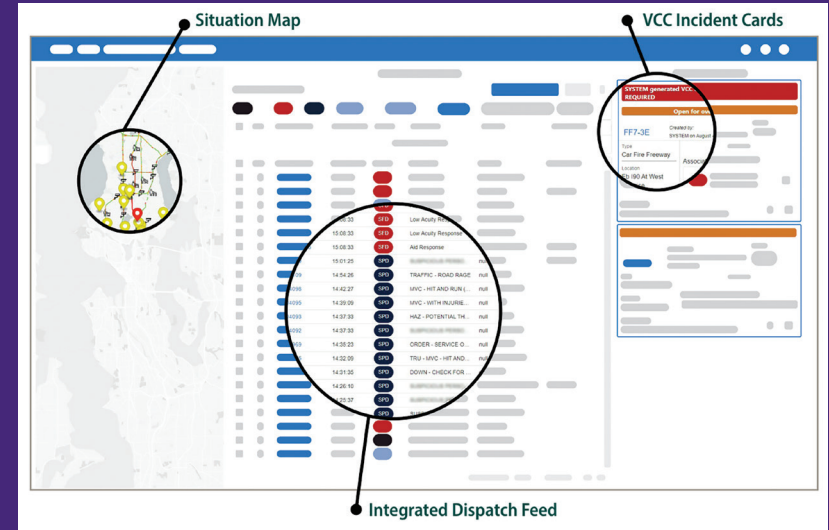 Situation Map
VCC Incident Cards
SYSTEM generated VCC
REQUIRED
Open for
FF7-3E
Created by:
SYSTEM on August
Type
Car Fire Freeway
Location
Eb I90 At West
SFD
15:08:33
SFD
Low Acuity Response
15:08:33
SFD
Aid Response
15:01:25
SPD
null
14:54:26
SPD
TRAFFIC - ROAD RAGE
null
14:42:27
SPD
MVC - HIT AND RUN (...
null
14:39:09
SPD
MVC - WITH INJURIE...
null
14:37:33
SPD
HAZ - POTENTIAL TH...
null
14:37:33
SPD
null
14:35:23
SPD
ORDER - SERVICE O...
null
14:32:09
SPD
TRU - MVC - HIT AND...
14:31:35
SPD
DOWN - CHECK FOR...
14:26:10
SPD
SPD
SPD
Integrated Dispatch Feed